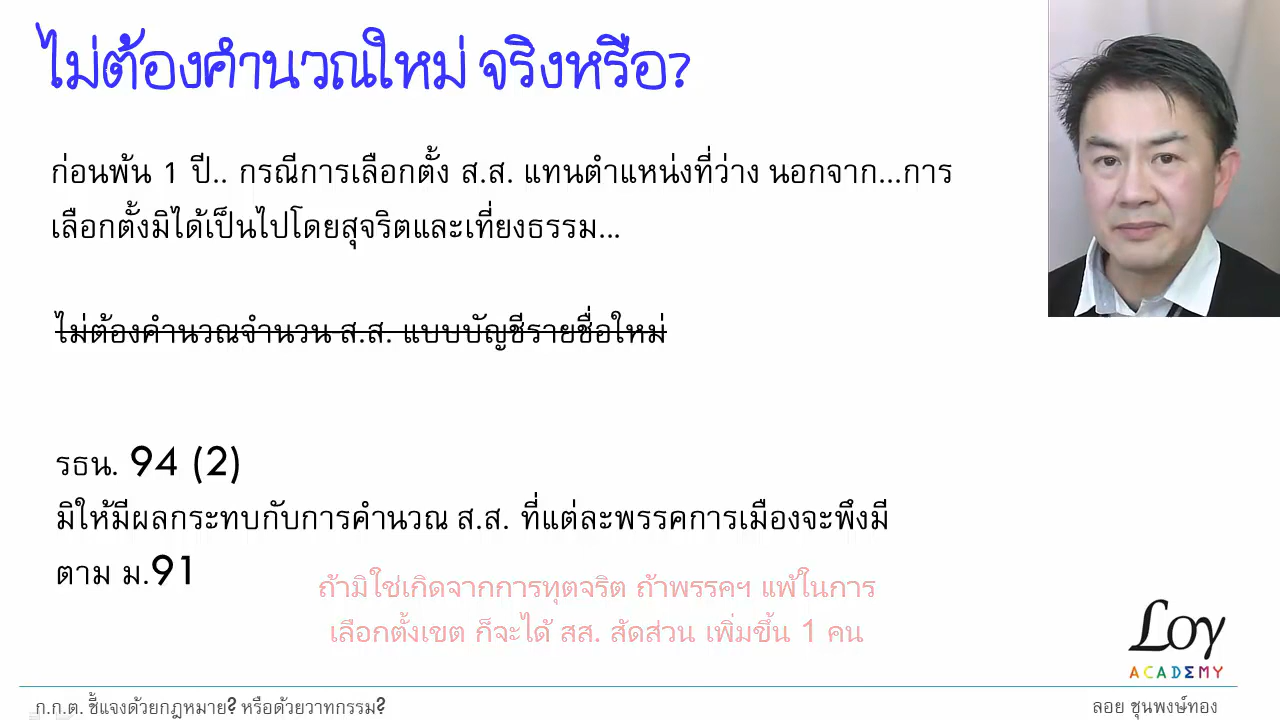 ไม่ต้องคำนวณใหม่ จริงหรือ?
ก่อนพ้น 1 ปี.. กรณีการเลือกตั้ง ส.ส. แทนตำแหน่งที่ว่าง นอกจาก...การ
เลือกตั้งมิได้เป็นไปโดยสุจริตและเที่ยงธรรม...
ไม่ต้องคำนวณจำนวน ส.ส. แบบบัญชีรายชื่อใหม่
รธน. 94 (2)
มิให้มีผลกระทบกับการคำนวณ ส.ส. ที่แต่ละพรรคการเมืองจะพึงมี
ตาม ม.91
ถ้ามิใช่เกิดจากการทุตจริต ถ้าพรรคฯ แพ้ในการ
เลือกตั้งเขต ก็จะได้ สส. สัดส่วน เพิ่มขึ้น 1 คน
Loy
ACADEMY
ก.ก.ต. ชี้แจงด้วยกฎหมาย? หรือด้วยวาทกรรม?
ลอย ชุนพงษ์ทอง